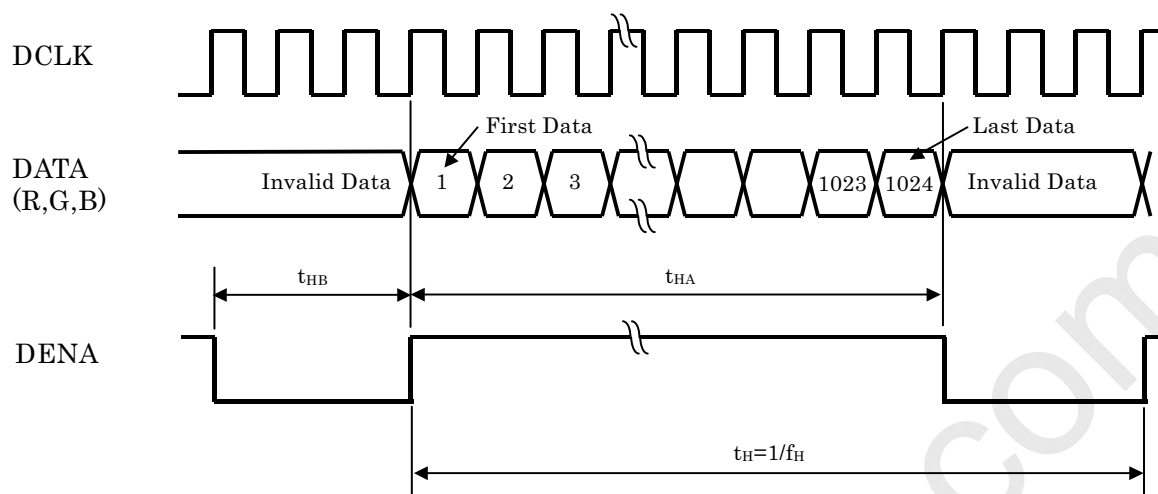 DCLK
First Data
Last Data
DATA
(R,G,B)
Invalid Data
1
2
3
1023
1024
Invalid Data
tHB
tHA
DENA
tH=1/fH
com